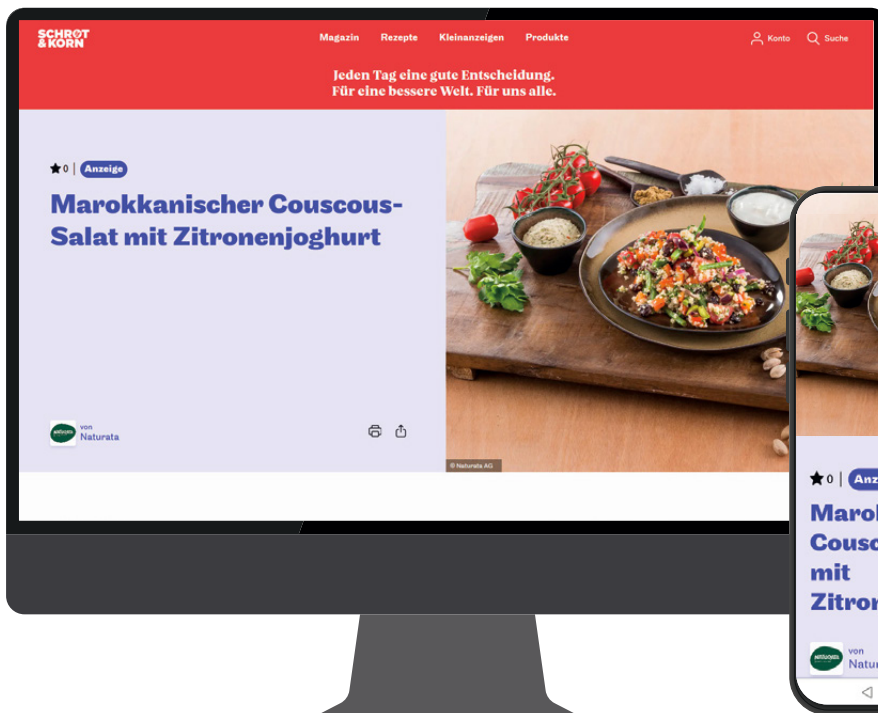 SCHROT
& KORN
Magazin Rezepte Kleinanzeigen Produkte
Konto Suche
Jeden Tag eine gute Entscheidung.
Für eine bessere Welt. Für uns alle.
0 | Anzeige
Marokkanischer Couscous-
Salat mit Zitronenjoghurt
von
Naturata
© Naturata AG
0 | Anz
Marok
Cousc
mit
Zitron
NATURATA
von
Natur